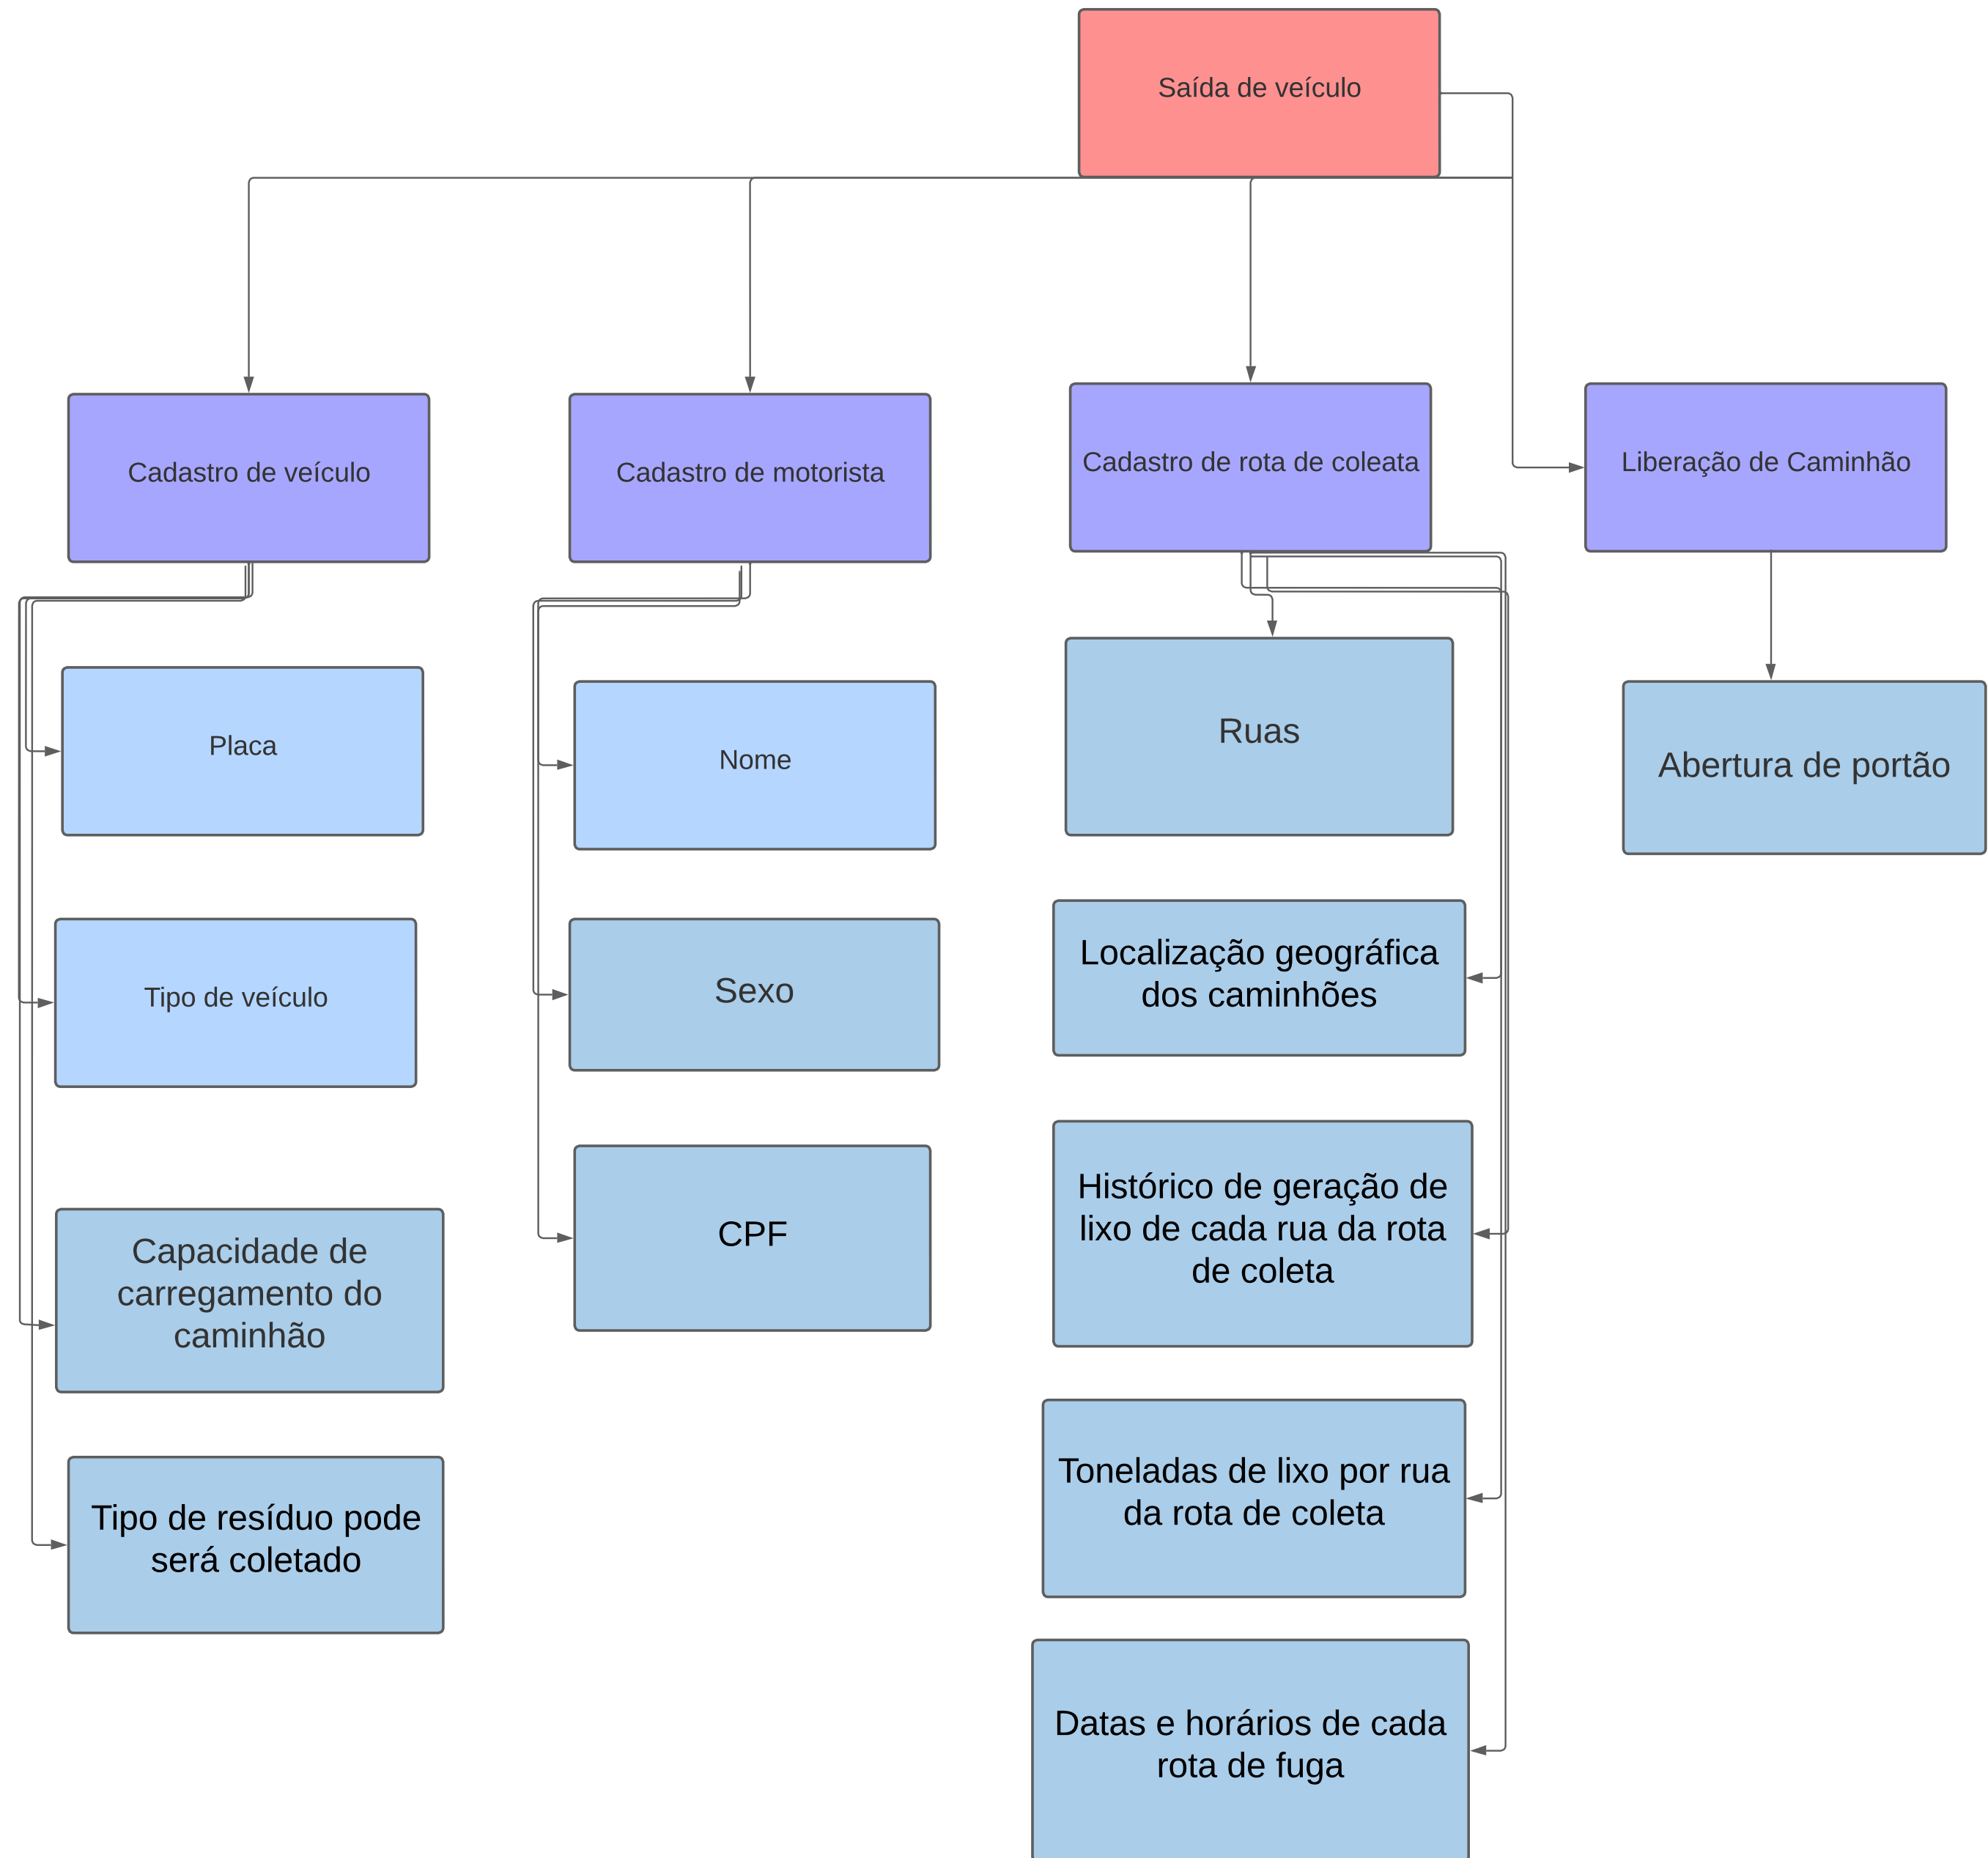 Saída de veículo
Cadastro de veículo
Cadastro de motorista
Cadastro de rota de coleata
Liberação de Caminhão
Placa
Nome
Ruas
Abertura de portão
Tipo de veículo
Sexo
Localização geográfica
dos caminhões
Capacidade de
carregamento do
caminhão
CPF
Histórico de geração de
lixo de cada rua da rota
de coleta
Tipo de resíduo pode
será coletado
Toneladas de lixo por rua
da rota de coleta
Datas e horários de cada
rota de fuga